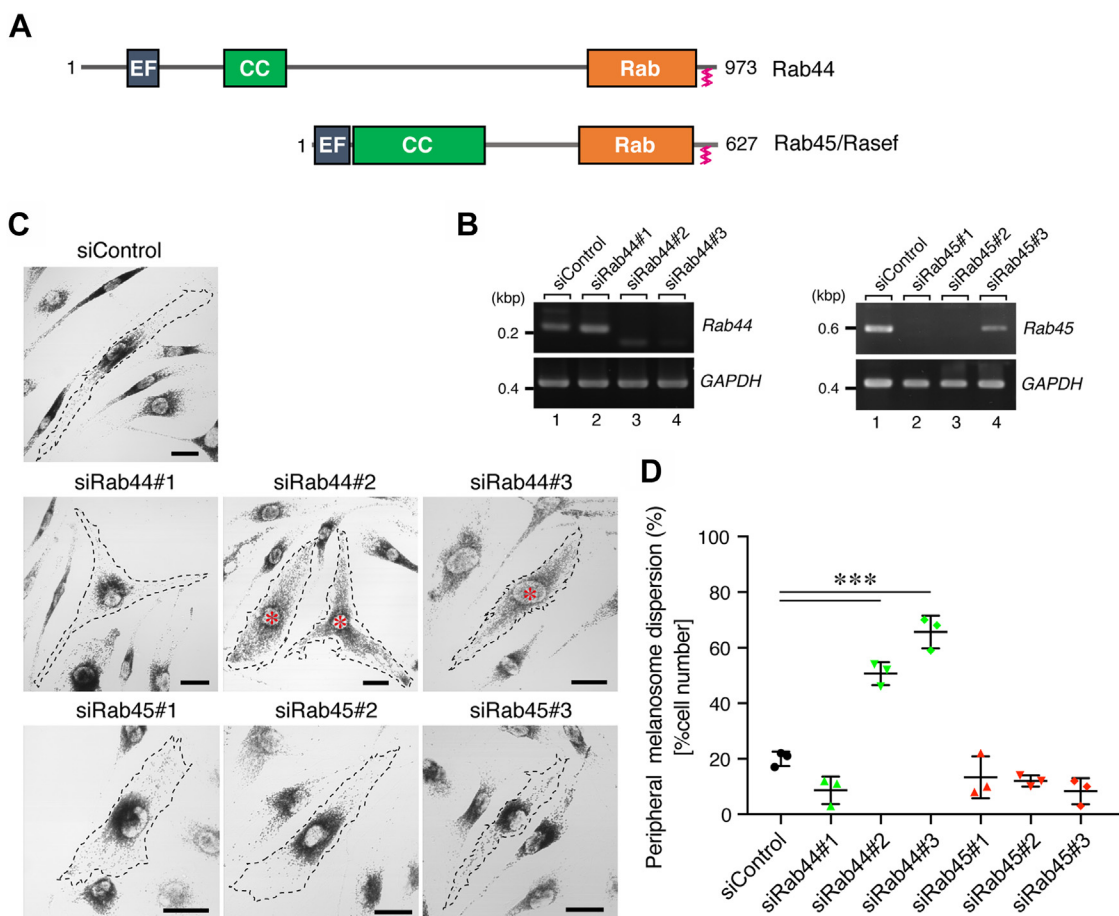 A
1 EF CC Rab 973 Rab44
1 EF CC Rab 627 Rab45/Rasef
C
siControl
siRab44#1 siRab44#2 siRab44#3
* * *
siRab45#1 siRab45#2 siRab45#3
B
siControl siRab44#1 siRab44#2 siRab44#3
(kbp)
0.2 Rab44
0.4 GAPDH
1 2 3 4
siControl siRab45#1 siRab45#2 siRab45#3
(kbp)
0.6 Rab45
0.4 GAPDH
1 2 3 4
D
Peripheral melanosome dispersion (%)
[%cell number]
100
80
60
40
20
0
***
siControl siRab44#1 siRab44#2 siRab44#3 siRab45#1 siRab45#2 siRab45#3